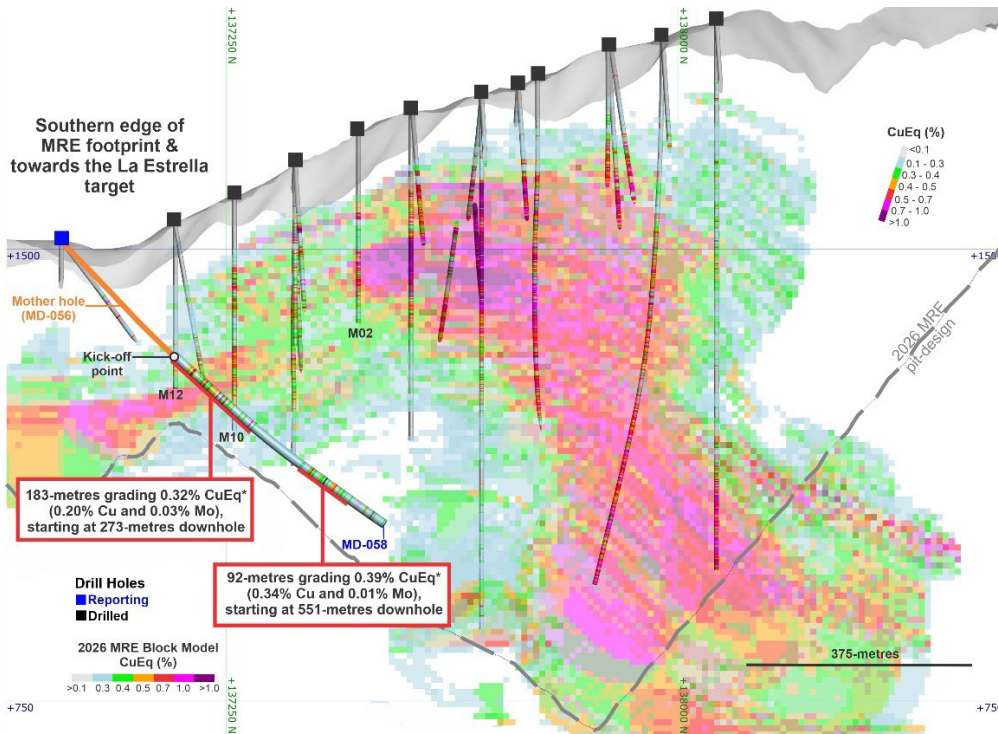 +137250 N
+138000 N
Southern edge of
MRE footprint &
towards the La Estrella
target
CuEq (%)
<0.1
0.1 - 0.3
0.3 - 0.4
0.4 - 0.5
0.5 - 0.7
0.7 - 1.0
>1.0
+1500
Mother hole
(MD-056)
Kick-off
point
M02
M12
M10
2026 MRE
pit-design
183-metres grading 0.32% CuEq*
(0.20% Cu and 0.03% Mo),
starting at 273-metres downhole
MD-058
92-metres grading 0.39% CuEq*
(0.34% Cu and 0.01% Mo),
starting at 551-metres downhole
Drill Holes
Reporting
Drilled
2026 MRE Block Model
CuEq (%)
>0.1 0.3 0.4 0.5 0.7 1.0 >1.0
375-metres
+750
+137250 N
+138000 N